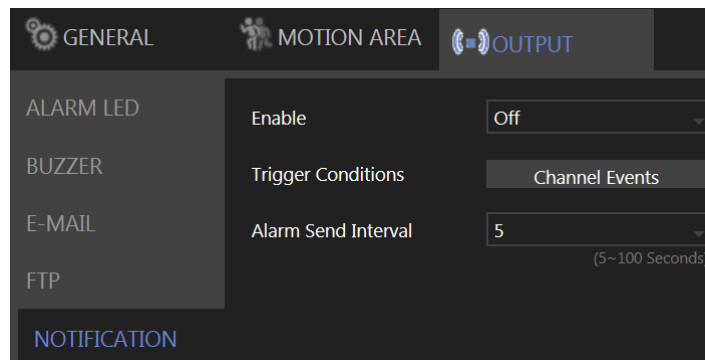 GENERAL MOTION AREA OUTPUT
ALARM LED
Enable Off
BUZZER
Trigger Conditions Channel Events
E-MAIL
Alarm Send Interval 5
(5~100 Seconds)
FTP
NOTIFICATION